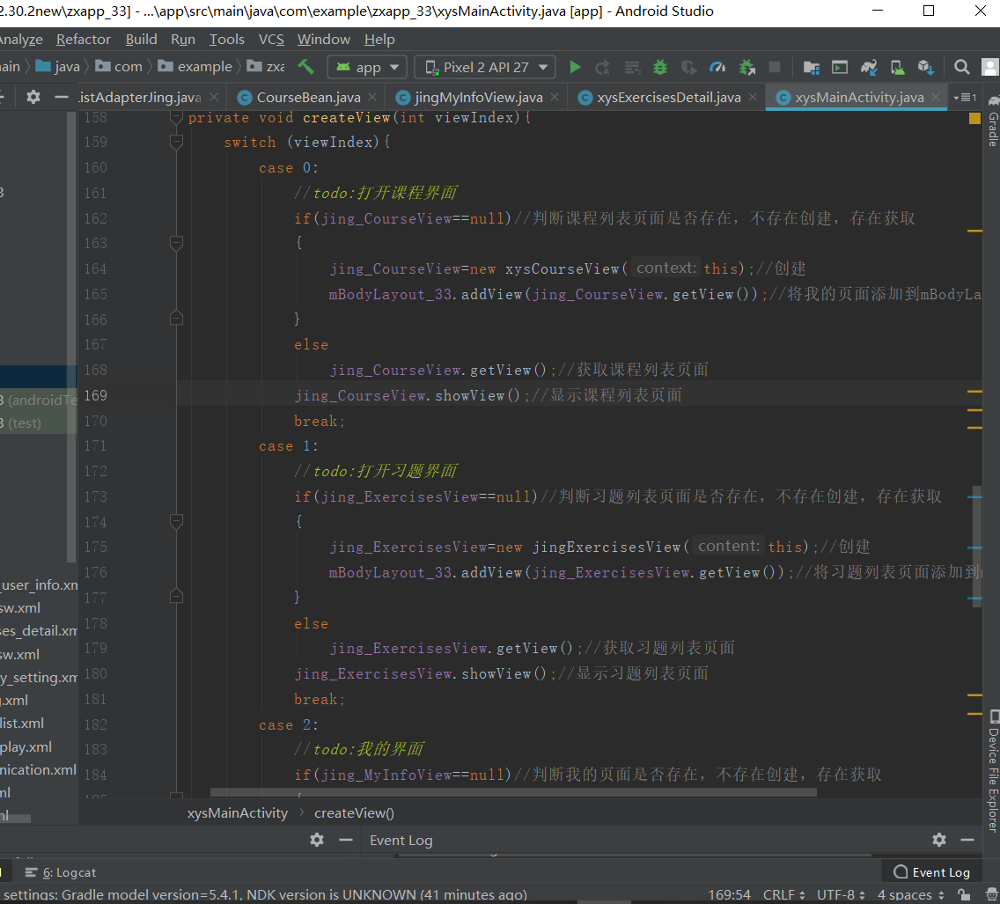 2.30.2new\zxapp_33] - ...\app\src\main\java\com\example\zxapp_33\xysMainActivity.java [app] - Android Studio
Analyze Refactor Build Run Tools VCS Window Help
java com example app Pixel 2 API 27
istAdapterJing.java CourseBean.java jingMyInfoView.java xysExercisesDetail.java xysMainActivity.java 1
158 private void createView(int viewIndex){
159 switch (viewIndex){
160 case 0:
161 //todo:打开课程界面
162 if(jing_CourseView==null)//判断课程列表页面是否存在，不存在创建，存在获取
163 {
164 jing_CourseView=new xysCourseView( context: this);//创建
165 mBodyLayout_33.addView(jing_CourseView.getView());//将我的页面添加到mBodyLa
166 }
167 else
168 jing_CourseView.getView();//获取课程列表页面
169 jing_CourseView.showView();//显示课程列表页面
170 break;
171 case 1:
172 //todo:打开习题界面
173 if(jing_ExercisesView==null)//判断习题列表页面是否存在，不存在创建，存在获取
174 {
175 jing_ExercisesView=new jingExercisesView( content: this);//创建
176 mBodyLayout_33.addView(jing_ExercisesView.getView());//将习题列表页面添加到
177 }
178 else
179 jing_ExercisesView.getView();//获取习题列表页面
180 jing_ExercisesView.showView();//显示习题列表页面
181 break;
182 case 2:
183 //todo:我的界面
184 if(jing_MyInfoView==null)//判断我的页面是否存在，不存在创建，存在获取
3
3 (androidTe
3 (test)
_user_info.xm
sw.xml
ses_detail.xm
sw.xml
y_setting.xm
g.xml
list.xml
play.xml
nication.xml
ml
ml
Gradle
Device File Explorer
xysMainActivity createView()
Event Log
6: Logcat Event Log
settings: Gradle model version=5.4.1, NDK version is UNKNOWN (41 minutes ago) 169:54 CRLF UTF-8 4 spaces